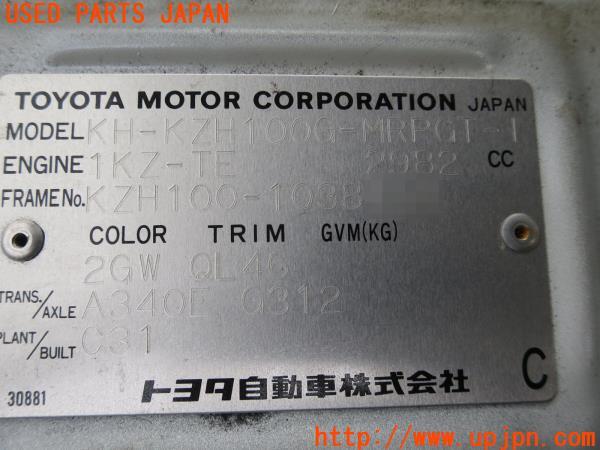 USED PARTS JAPAN
TOYOTA MOTOR CORPORATION JAPAN
MODEL KH-KZH100G-MRPGT-1
ENGINE 1KZ-TE 2982 CC
FRAME No. KZH100-1038
COLOR TRIM GVM(KG)
2GW QL46
TRANS./AXLE A340E G312
PLANT/BUILT C31
30881 トヨタ自動車株式会社 C
UPJ
http://www.upjpn.com